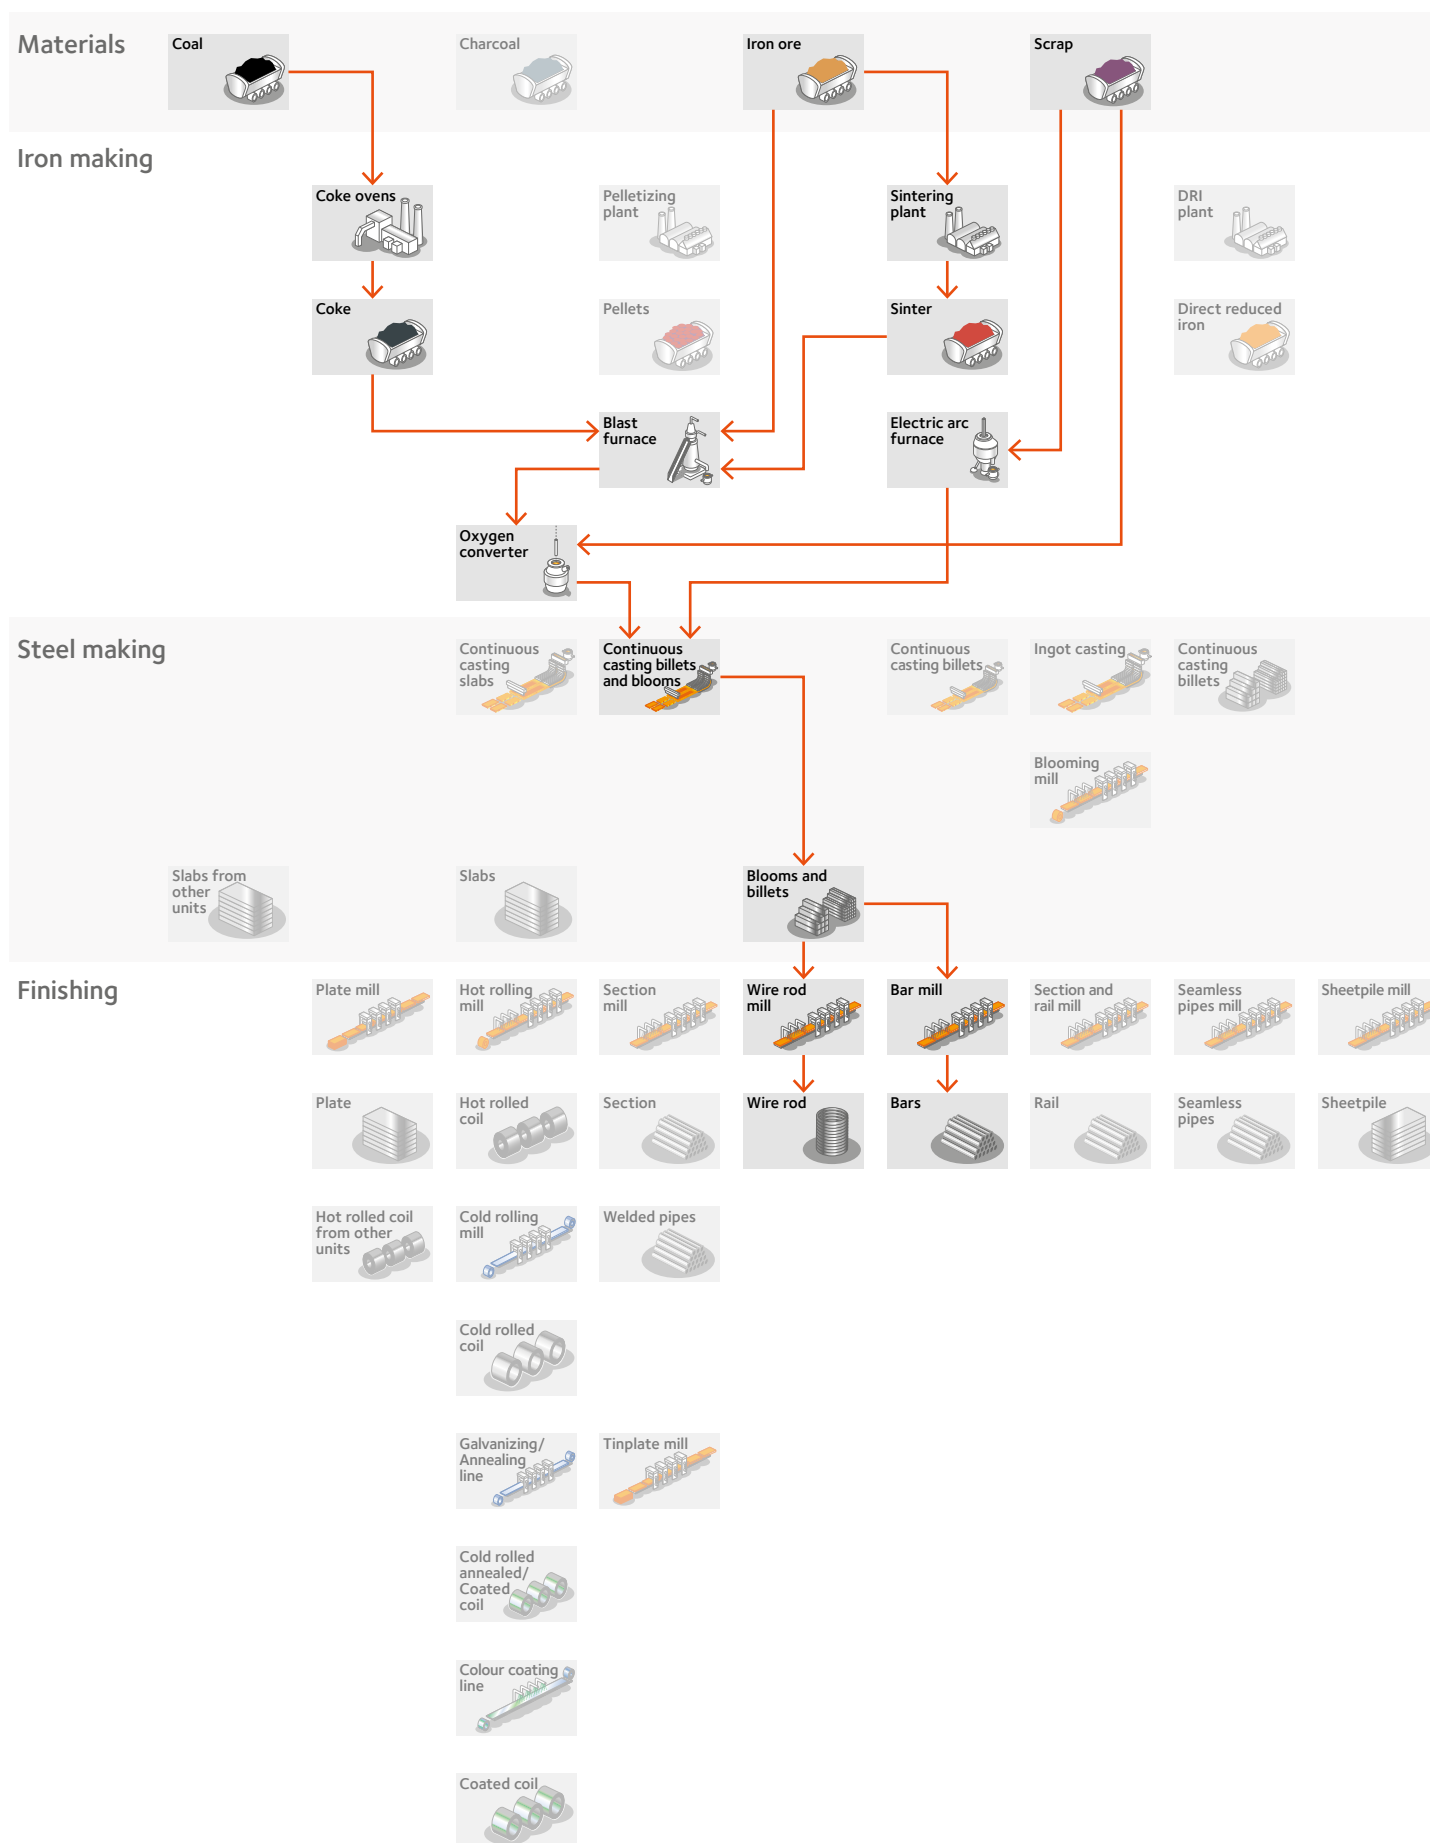 Materials
Coal
Charcoal
Iron ore
Scrap
Iron making
Coke ovens
Pelletizing
plant
Sintering
plant
DRI
plant
Coke
Pellets
Sinter
Direct reduced
iron
Blast
furnace
Electric arc
furnace
Oxygen
converter
Steel making
Continuous
casting
slabs
Continuous
casting billets
and blooms
Continuous
casting billets
Ingot casting
Continuous
casting
billets
Blooming
mill
Slabs from
other
units
Slabs
Blooms and
billets
Finishing
Plate mill
Hot rolling
mill
Section
mill
Wire rod
mill
Bar mill
Section and
rail mill
Seamless
pipes mill
Sheetpile mill
Plate
Hot rolled
coil
Section
Wire rod
Bars
Rail
Seamless
pipes
Sheetpile
Hot rolled coil
from other
units
Cold rolling
mill
Welded pipes
Cold rolled
coil
Galvanizing/
Annealing
line
Tinplate mill
Cold rolled
annealed/
Coated
coil
Colour coating
line
Coated coil